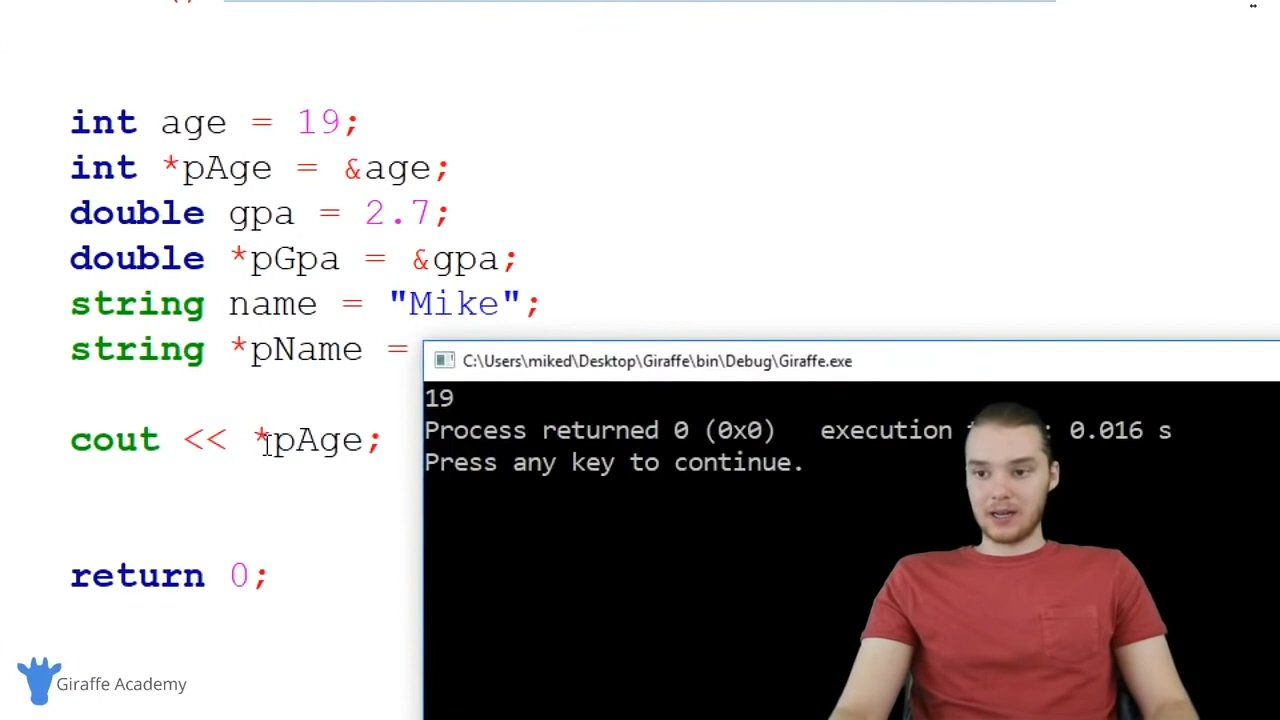 int age = 19;
int *pAge = &age;
double gpa = 2.7;
double *pGpa = &gpa;
string name = "Mike";
string *pName =
C:\Users\miked\Desktop\Giraffe\bin\Debug\Giraffe.exe
19
cout << *pAge;
Process returned 0 (0x0) execution : 0.016 s
Press any key to continue.
return 0;
Giraffe Academy